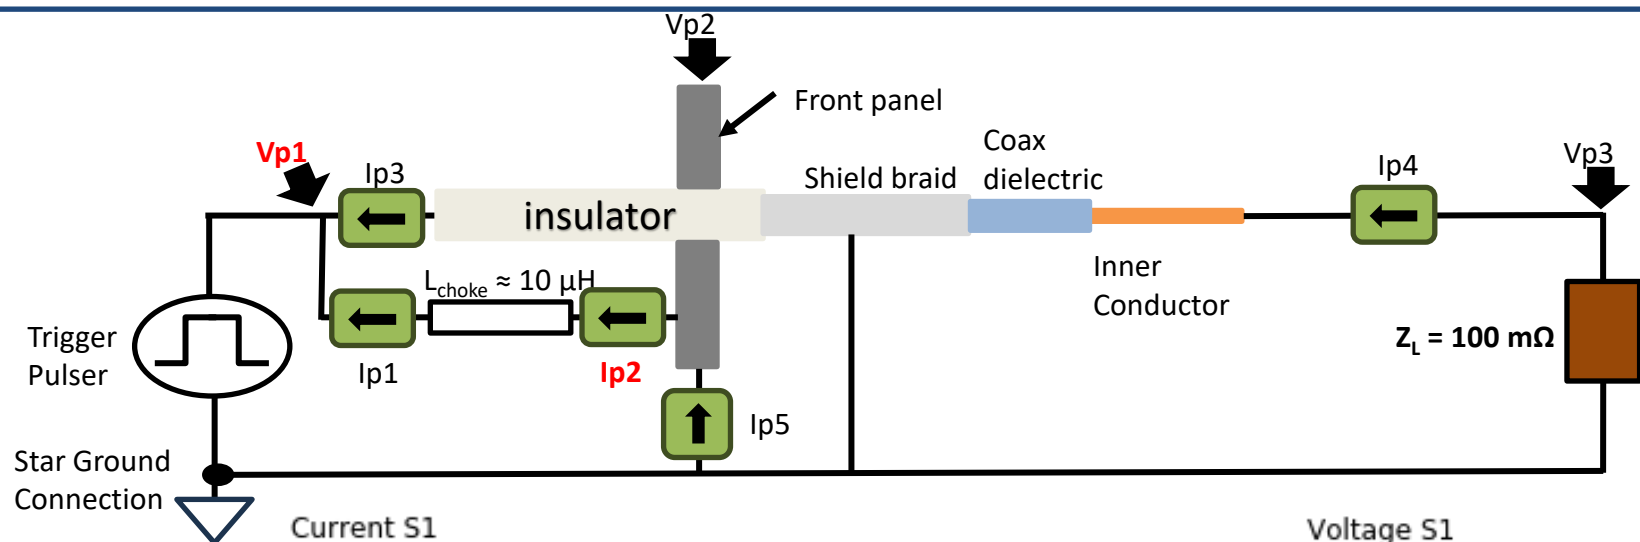 Vp2
Front panel
Vp1
Ip3
Coax
dielectric
Shield braid
Ip4
Vp3
insulator
Lchoke ≈ 10 µH
Inner
Conductor
Trigger
Pulser
ZL = 100 mΩ
Ip1
Ip2
Ip5
Star Ground
Connection
Current S1
Voltage S1